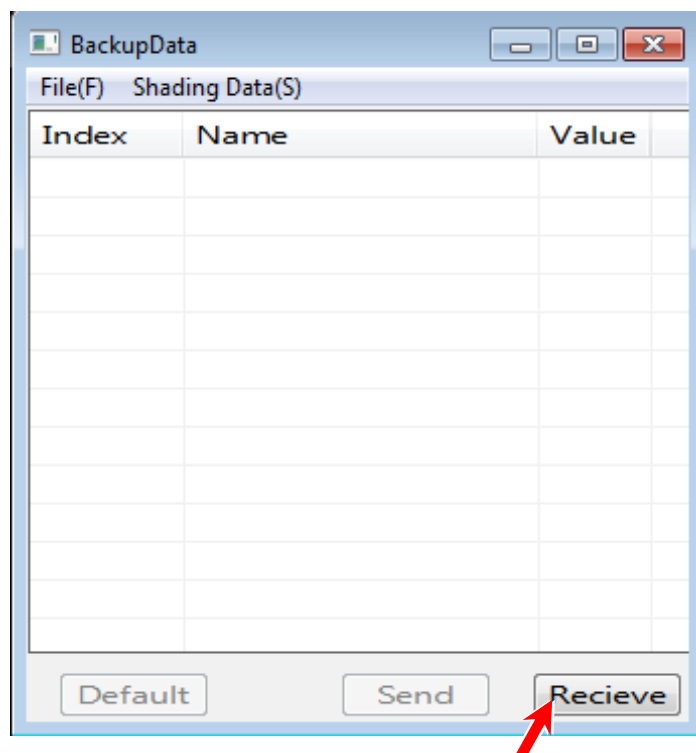 BackupData
File(F) Shading Data(S)
Index Name Value
Default Send Recieve